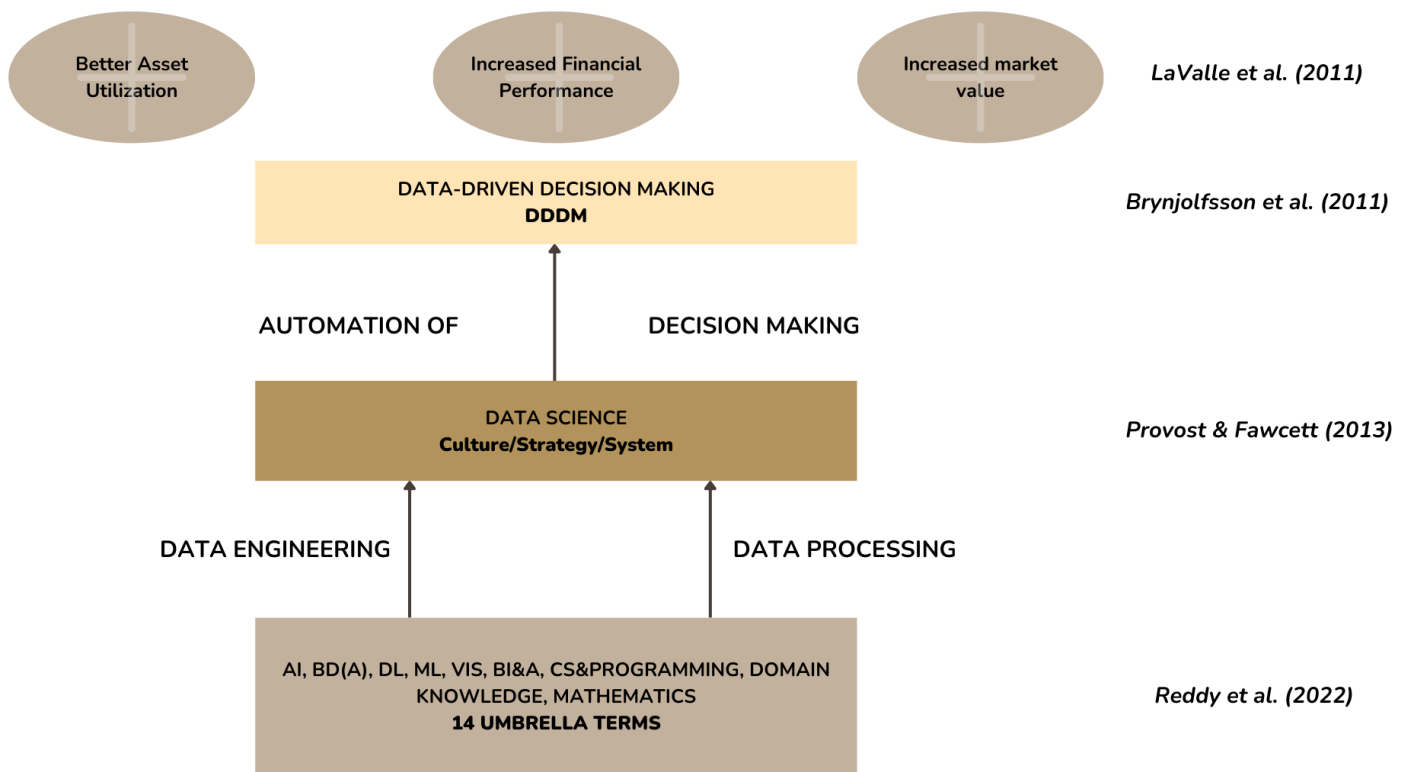 Better Asset
Utilization
Increased Financial
Performance
Increased market
value
LaValle et al. (2011)
DATA-DRIVEN DECISION MAKING
DDDM
Brynjolfsson et al. (2011)
AUTOMATION OF
DECISION MAKING
DATA SCIENCE
Culture/Strategy/System
Provost & Fawcett (2013)
DATA ENGINEERING
DATA PROCESSING
AI, BD(A), DL, ML, VIS, BI&A, CS&PROGRAMMING, DOMAIN
KNOWLEDGE, MATHEMATICS
14 UMBRELLA TERMS
Reddy et al. (2022)